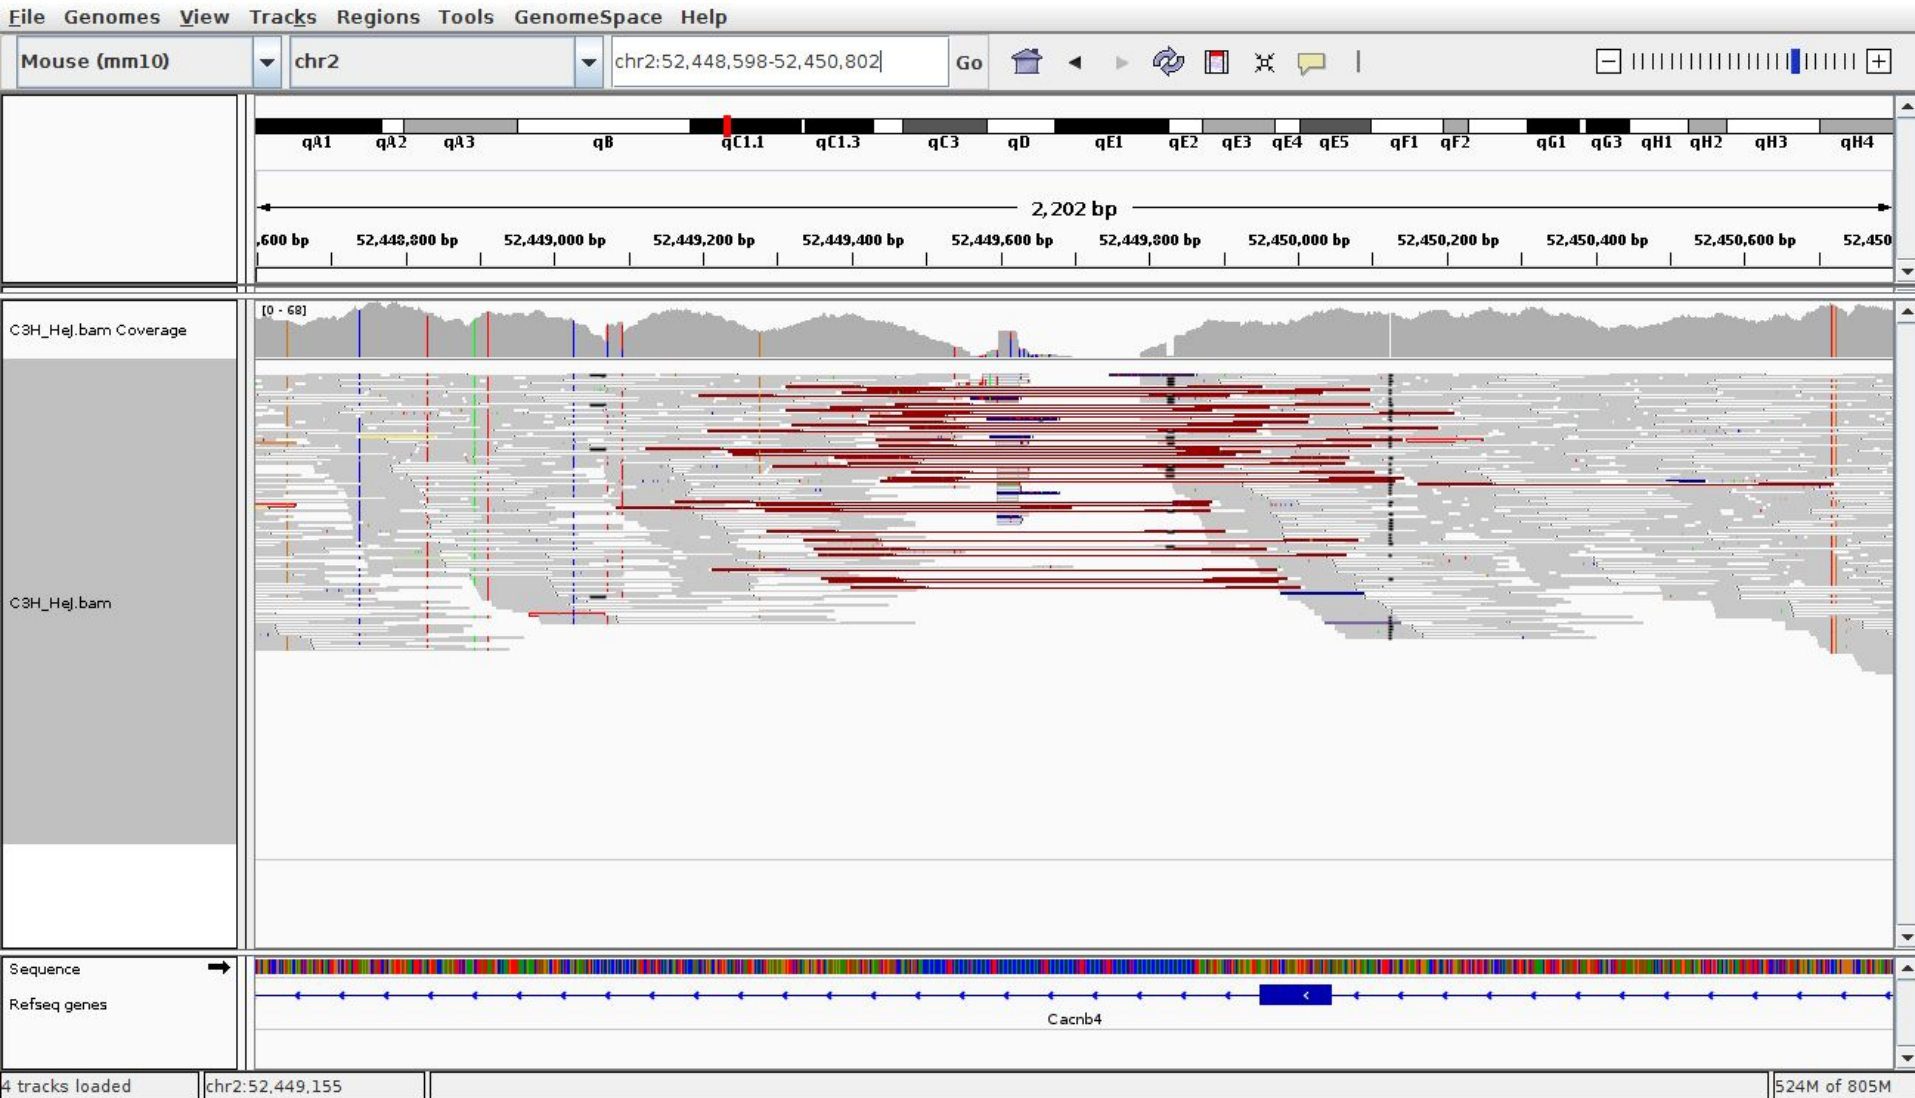 File Genomes View Tracks Regions Tools GenomeSpace Help
Mouse (mm10) chr2 chr2:52,448,598-52,450,802 Go
qA1 qA2 qA3 qB qC1.1 qC1.3 qC3 qD qE1 qE2 qE3 qE4 qE5 qF1 qF2 qG1 qG3 qH1 qH2 qH3 qH4
2,202 bp
,600 bp 52,448,800 bp 52,449,000 bp 52,449,200 bp 52,449,400 bp 52,449,600 bp 52,449,800 bp 52,450,000 bp 52,450,200 bp 52,450,400 bp 52,450,600 bp 52,450
[0 - 68]
C3H_HeJ.bam Coverage
C3H_HeJ.bam
Sequence
Refseq genes
Cacnb4
4 tracks loaded chr2:52,449,155 524M of 805M